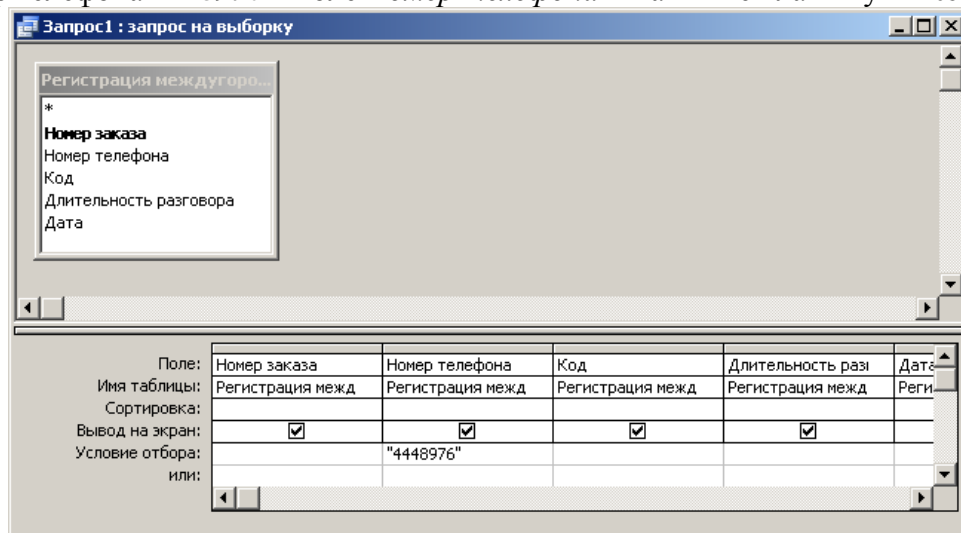 Запрос1 : запрос на выборку
Регистрация междугоро...
*
Номер заказа
Номер телефона
Код
Длительность разговора
Дата
Поле: Номер заказа Номер телефона Код Длительность разг Дата
Имя таблицы: Регистрация межд Регистрация межд Регистрация межд Регистрация межд Реги
Сортировка:
Вывод на экран:
Условие отбора: "4448976"
или: